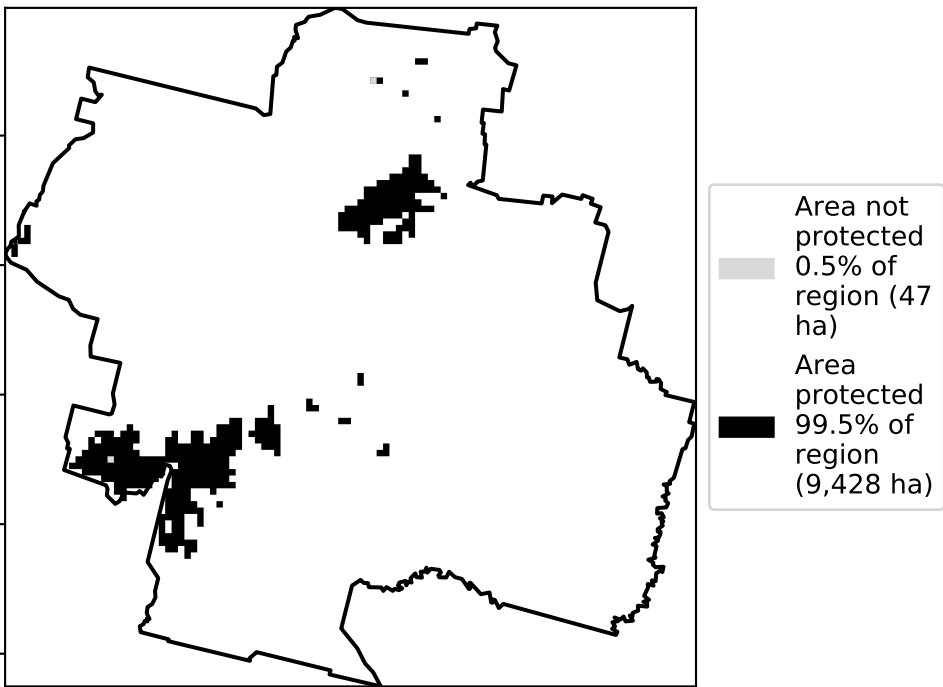 Area not
protected
0.5% of
region (47
ha)
Area
protected
99.5% of
region
(9,428 ha)